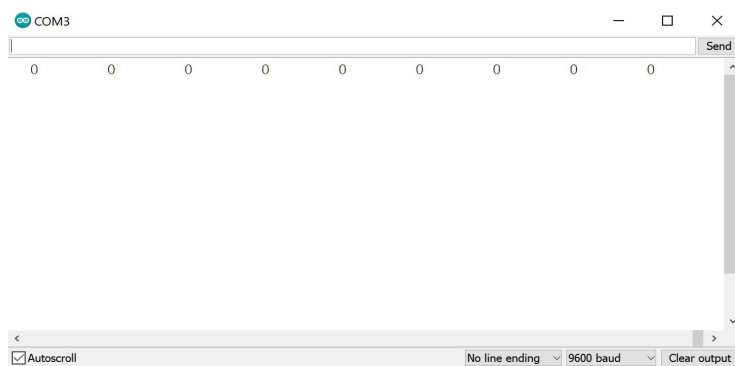 COM3
Send
0 0 0 0 0 0 0 0 0
Autoscroll
No line ending 9600 baud Clear output